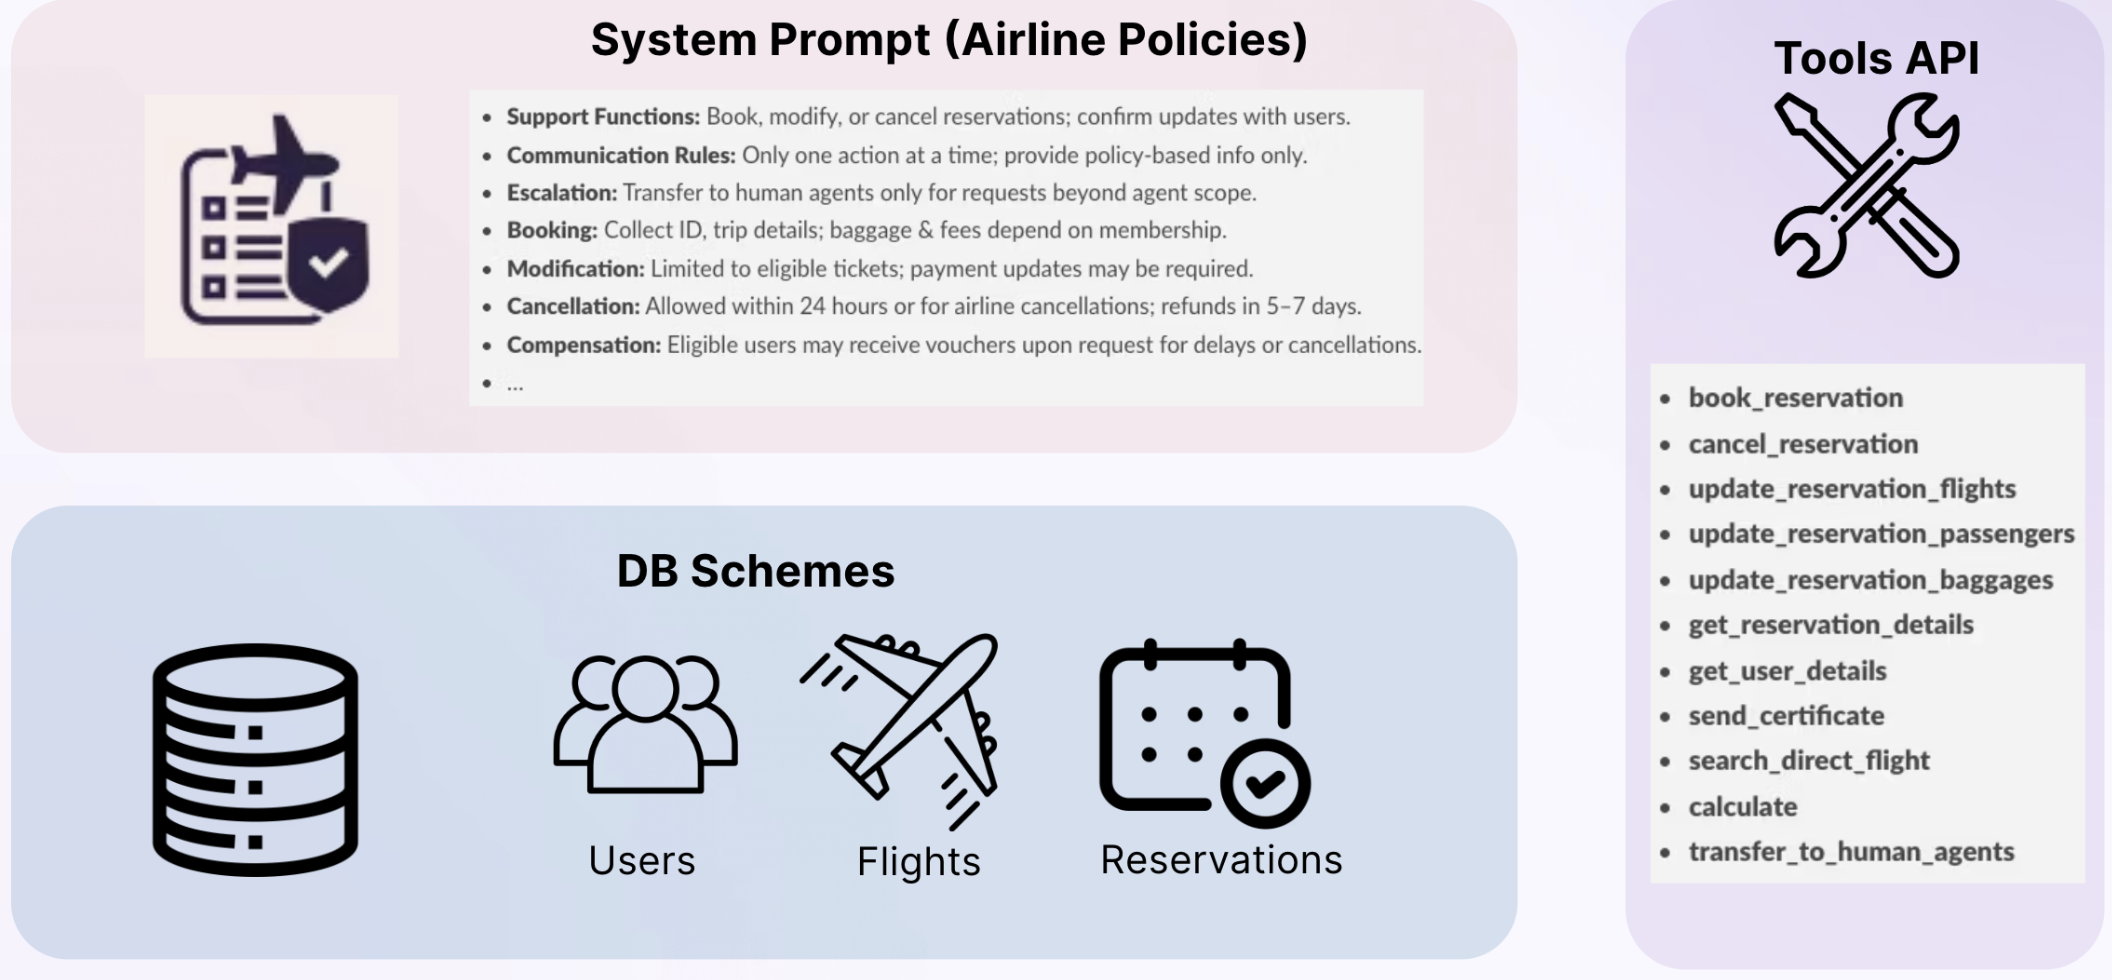 System Prompt (Airline Policies)
• Support Functions: Book, modify, or cancel reservations; confirm updates with users.
• Communication Rules: Only one action at a time; provide policy-based info only.
• Escalation: Transfer to human agents only for requests beyond agent scope.
• Booking: Collect ID, trip details; baggage & fees depend on membership.
• Modification: Limited to eligible tickets; payment updates may be required.
• Cancellation: Allowed within 24 hours or for airline cancellations; refunds in 5–7 days.
• Compensation: Eligible users may receive vouchers upon request for delays or cancellations.
• ...
DB Schemes
Users
Flights
Reservations
Tools API
• book_reservation
• cancel_reservation
• update_reservation_flights
• update_reservation_passengers
• update_reservation_baggages
• get_reservation_details
• get_user_details
• send_certificate
• search_direct_flight
• calculate
• transfer_to_human_agents